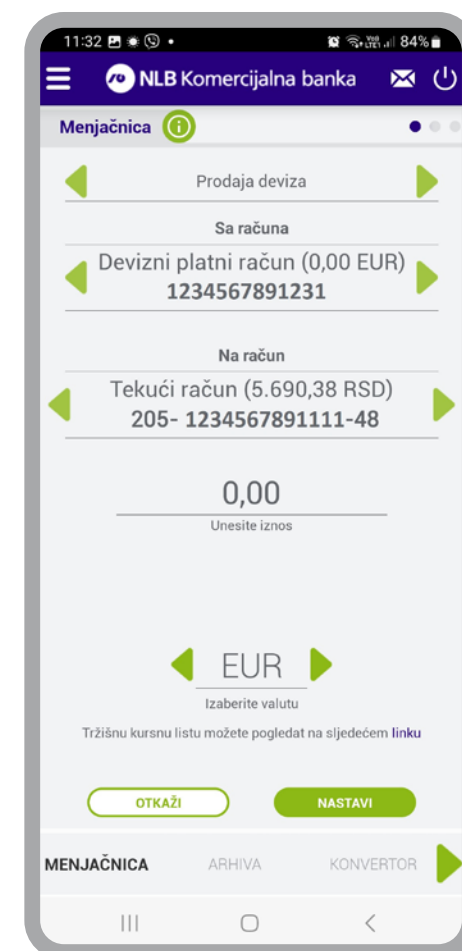 11:32 84%
NLB Komercijalna banka
Menjačnica
Prodaja deviza
Sa računa
Devizni platni račun (0,00 EUR)
1234567891231
Na račun
Tekući račun (5.690,38 RSD)
205- 1234567891111-48
0,00
Unesite iznos
EUR
Izaberite valutu
Tržišnu kursnu listu možete pogledat na sljedećem linku
OTKAŽI NASTAVI
MENJAČNICA ARHIVA KONVERTOR